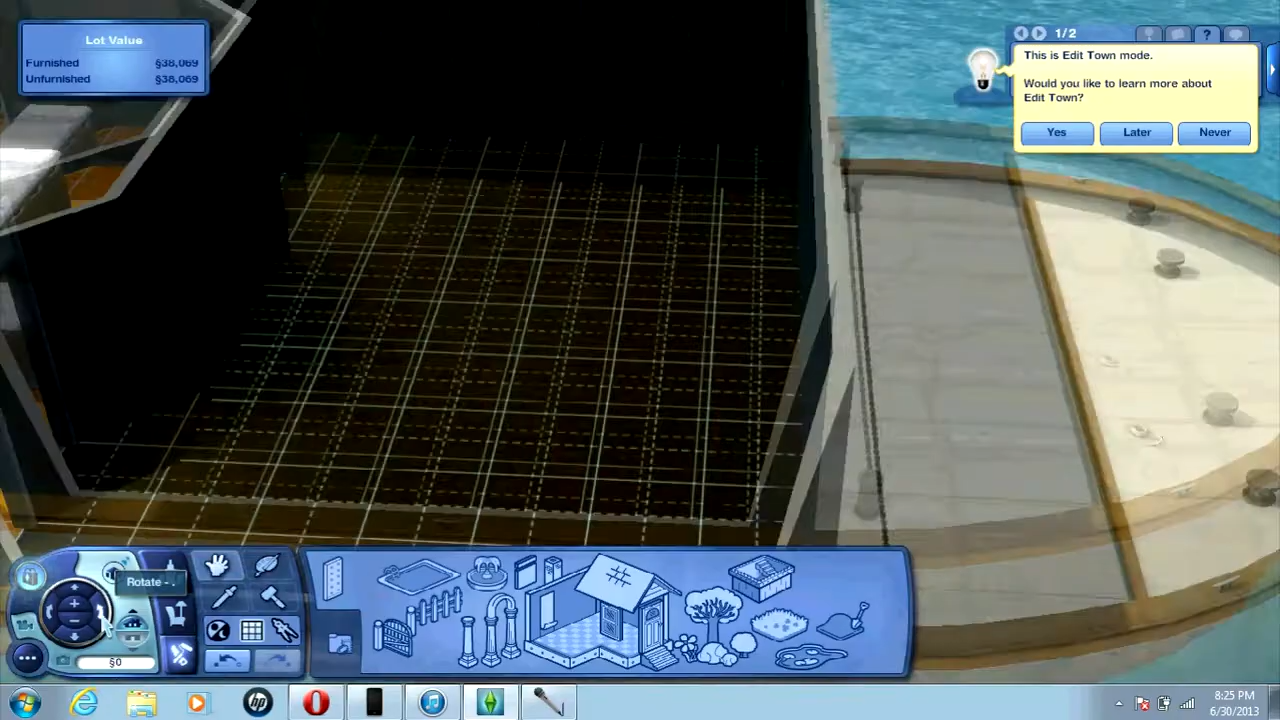 Lot Value
Furnished §38,069
Unfurnished §38,069
1/2
?
This is Edit Town mode.
Would you like to learn more about
Edit Town?
Yes Later Never
Rotate - .
§0
hp
8:25 PM
6/30/2013